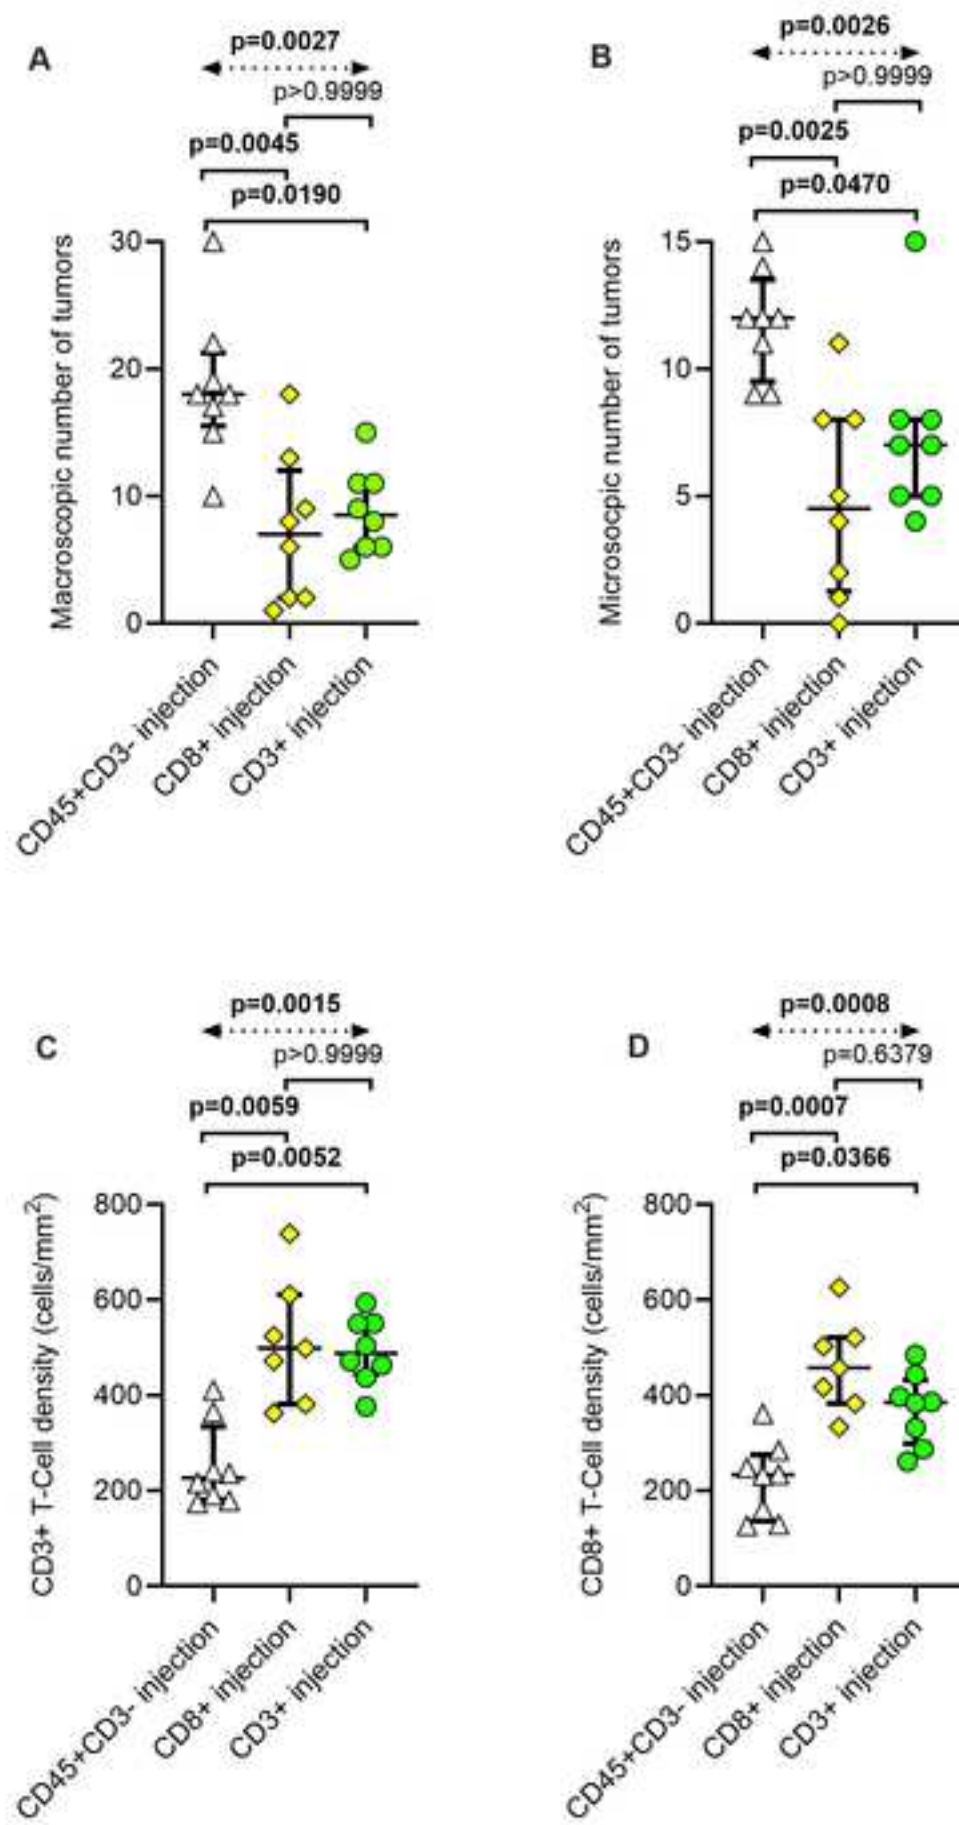 A
p=0.0027
p>0.9999
p=0.0045
p=0.0190
Macroscopic number of tumors
30
20
10
0
CD45+CD3- injection
CD8+ injection
CD3+ injection
B
p=0.0026
p>0.9999
p=0.0025
p=0.0470
Microsocpic number of tumors
15
10
5
0
CD45+CD3- injection
CD8+ injection
CD3+ injection
C
p=0.0015
p>0.9999
p=0.0059
p=0.0052
CD3+ T-Cell density (cells/mm²)
800
600
400
200
0
CD45+CD3- injection
CD8+ injection
CD3+ injection
D
p=0.0008
p=0.6379
p=0.0007
p=0.0366
CD8+ T-Cell density (cells/mm²)
800
600
400
200
0
CD45+CD3- injection
CD8+ injection
CD3+ injection